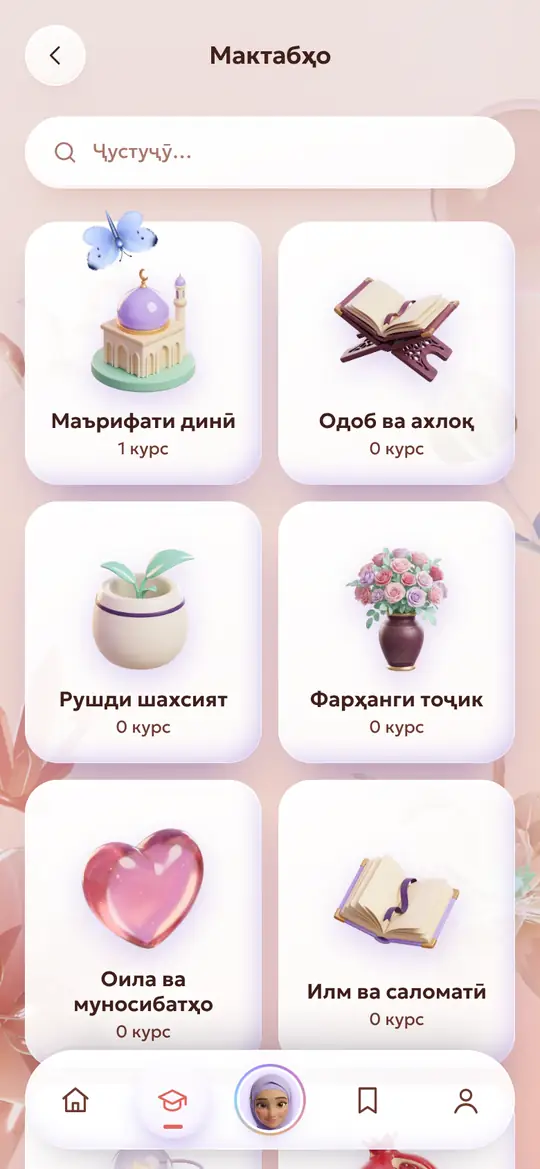 Мактабҳо
Ҷустуҷӯ...
Маърифати динӣ
1 курс
Одоб ва ахлоқ
0 курс
Рушди шахсият
0 курс
Фарҳанги тоҷик
0 курс
Оила ва
муносибатҳо
0 курс
Илм ва саломатӣ
0 курс